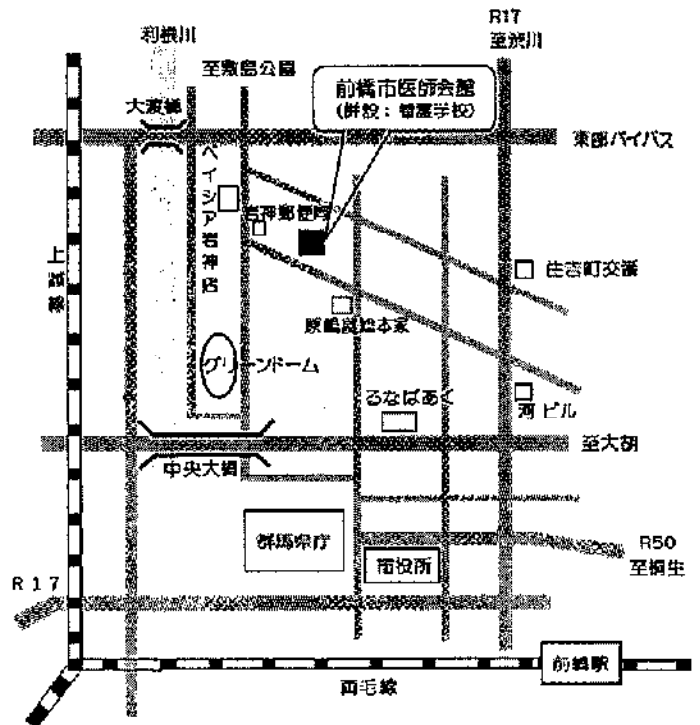 R17
至渋川
利根川
至敷島公園
前橋市医師会館
(併設：看護学校)
大渡橋
東部バイパス
ベイシア岩神店
岩神郵便局
上越線
住吉町交番
原嶋屋総本家
グリーンドーム
るなぱあく
河
ビル
至大胡
中央大橋
群馬県庁
市役所
R50
至桐生
R17
前橋駅
両毛線